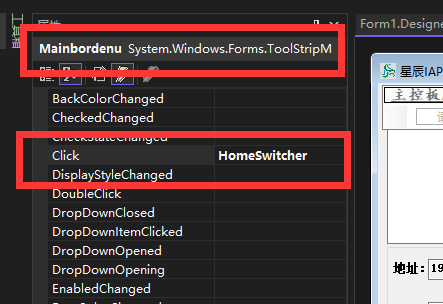 属性
Form1.Designe
Mainbordenu System.Windows.Forms.ToolStripM
星辰IAP
主控板
BackColorChanged
CheckedChanged
CheckStateChanged
Click HomeSwitcher
DisplayStyleChanged
DoubleClick
DropDownClosed
DropDownItemClicked
DropDownOpened
DropDownOpening
地址: 19
EnabledChanged